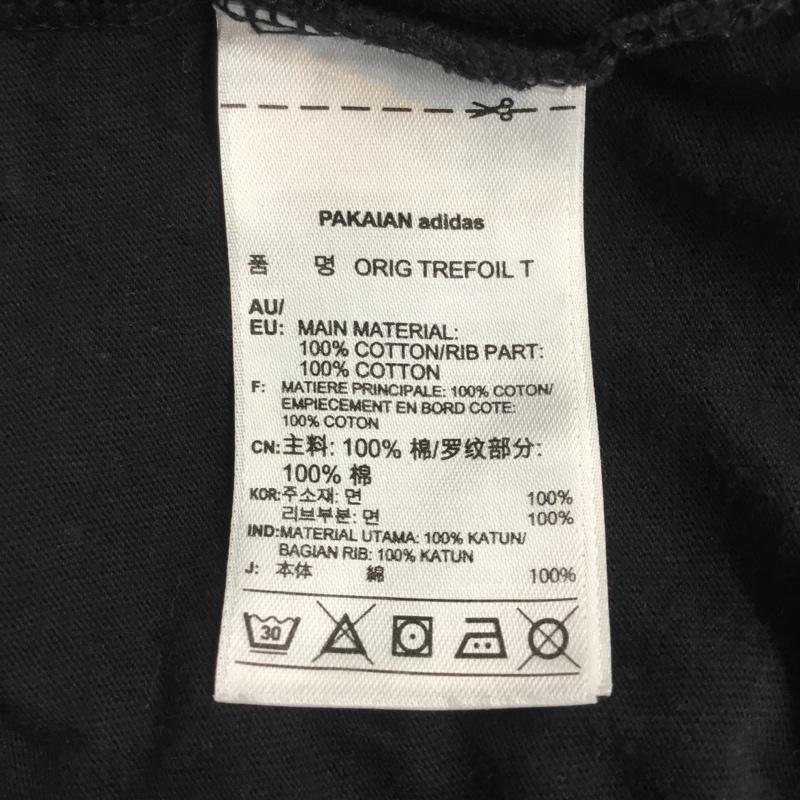 PAKAIAN adidas
품 명 ORIG TREFOIL T
AU/
EU: MAIN MATERIAL:
100% COTTON/RIB PART:
100% COTTON
F: MATIERE PRINCIPALE: 100% COTON/
EMPIECEMENT EN BORD COTE:
100% COTON
CN:主料: 100% 棉/罗纹部分:
100% 棉
KOR:주소재: 면 100%
리브부분: 면 100%
IND:MATERIAL UTAMA: 100% KATUN/
BAGIAN RIB: 100% KATUN
J: 本体 綿 100%
30